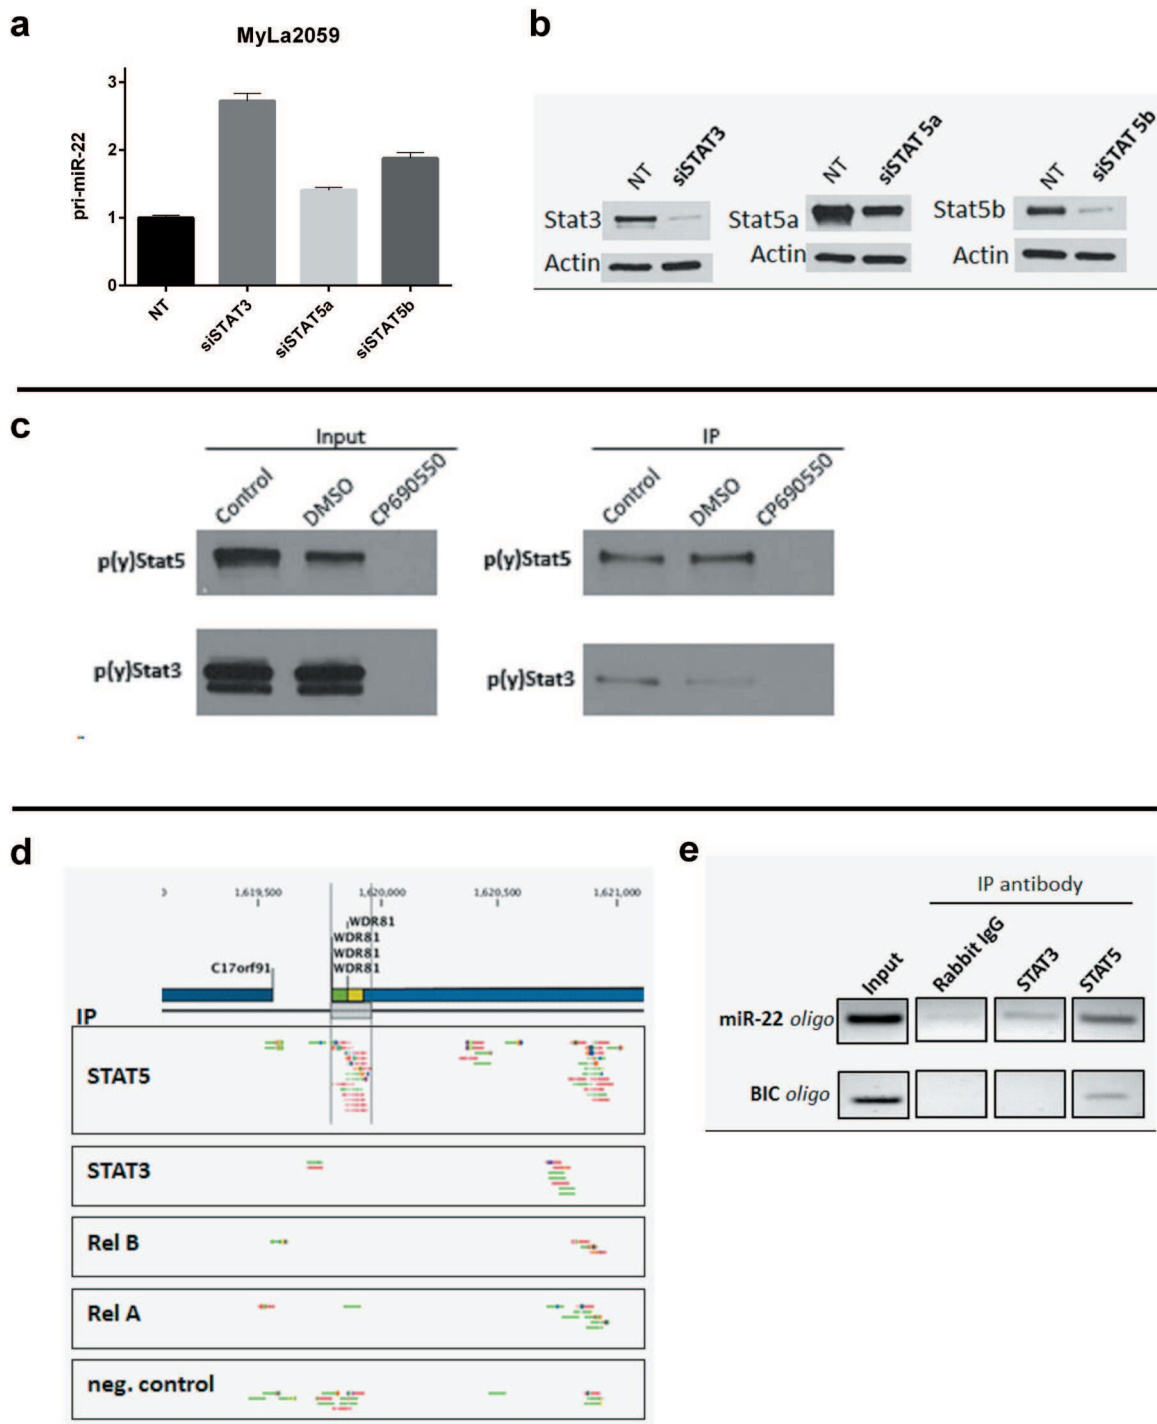 a
MyLa2059
pri-miR-22
3
2
1
0
NT
siSTAT3
siSTAT5a
siSTAT5b
b
NT
siSTAT3
Stat3
Actin
NT
siSTAT 5a
Stat5a
Actin
NT
siSTAT 5b
Stat5b
Actin
c
Input
Control
DMSO
CP690550
p(y)Stat5
p(y)Stat3
IP
Control
DMSO
CP690550
p(y)Stat5
p(y)Stat3
d
1,619,500
1,620,000
1,620,500
1,621,000
WDR81
WDR81
WDR81
WDR81
C17orf91
IP
STAT5
STAT3
Rel B
Rel A
neg. control
e
IP antibody
Input
Rabbit IgG
STAT3
STAT5
miR-22 oligo
BIC oligo